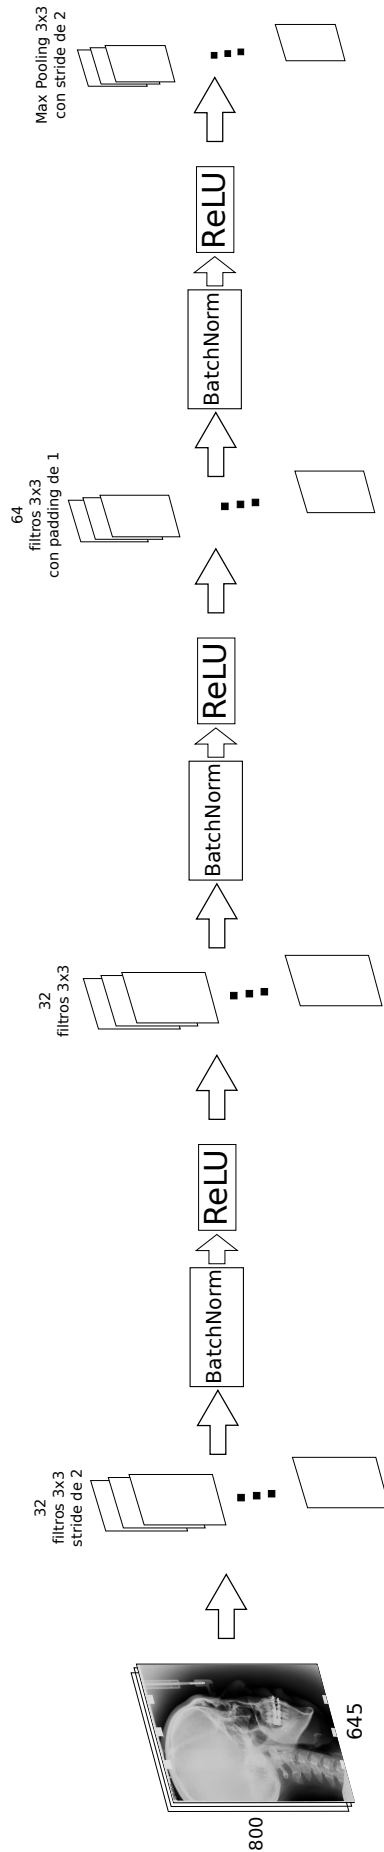 800
645
32
filtros 3x3
stride de 2
BatchNorm
ReLU
32
filtros 3x3
BatchNorm
ReLU
64
filtros 3x3
con padding de 1
BatchNorm
ReLU
Max Pooling 3x3
con stride de 2